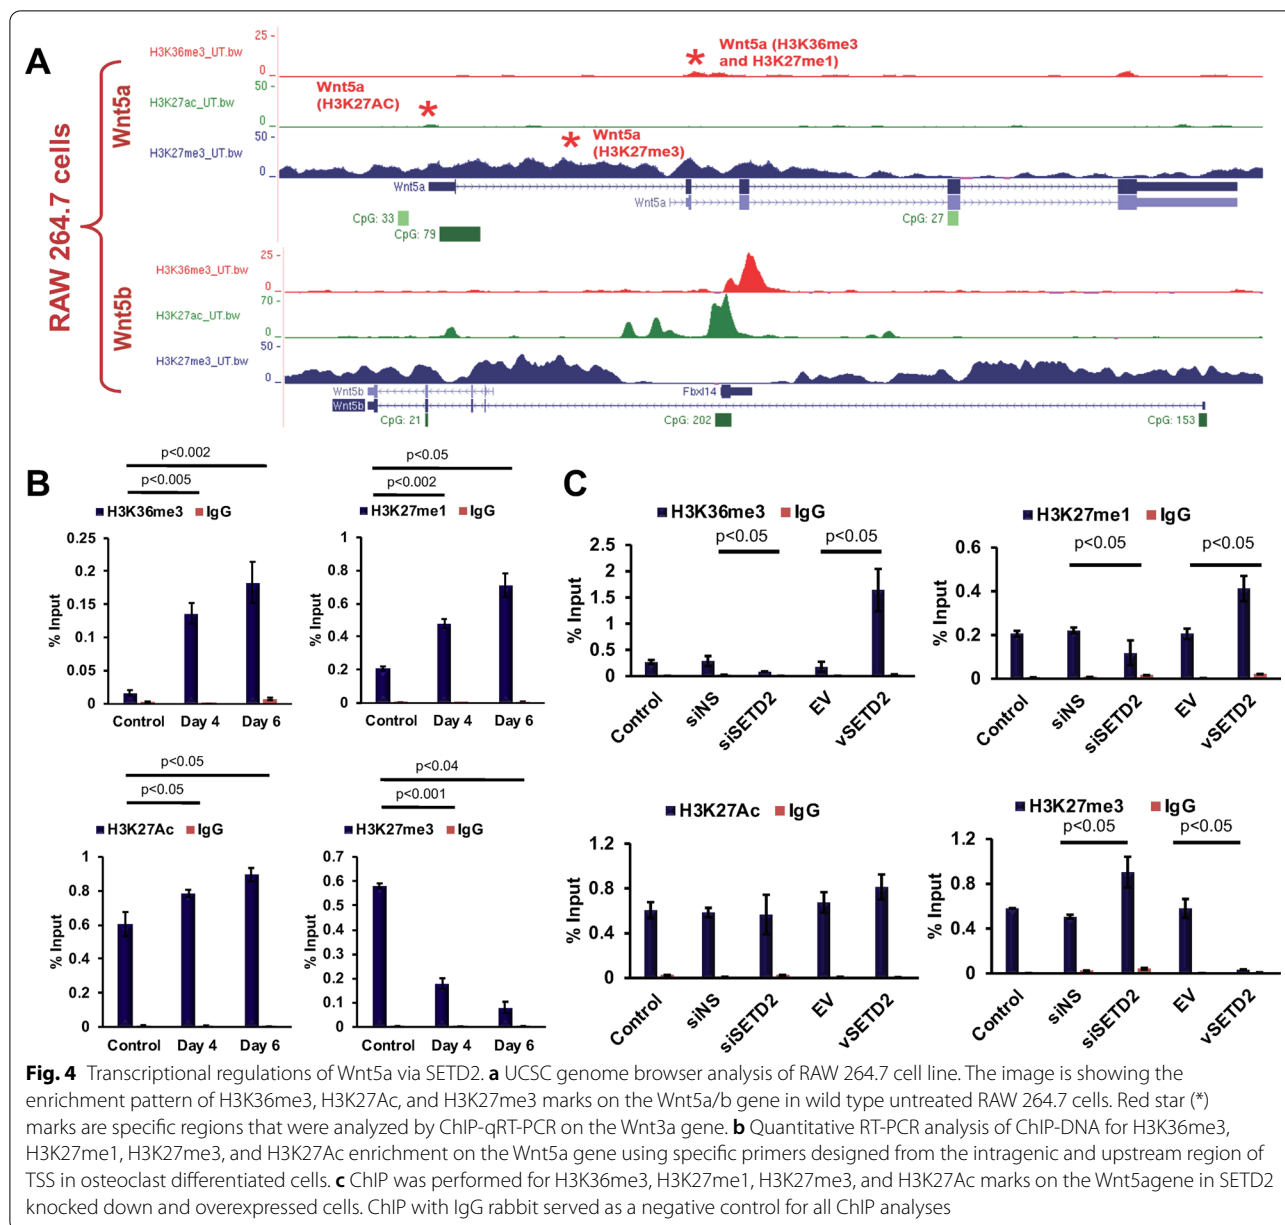 A
RAW 264.7 cells
Wnt5a
H3K36me3_UT.bw
25 -
0
Wnt5a (H3K36me3
and H3K27me1)
*
H3K27ac_UT.bw
50
0
Wnt5a
(H3K27AC)
*
H3K27me3_UT.bw
50 -
0
* Wnt5a
(H3K27me3)
Wnt5a
Wnt5a
CpG: 33
CpG: 27
CpG: 79
Wnt5b
H3K36me3_UT.bw
25 -
0
H3K27ac_UT.bw
70
0
H3K27me3_UT.bw
50
0
Wnt5b
Fbxl14
Wnt5b
CpG: 21
CpG: 202
CpG: 153
B
p<0.002
p<0.005
H3K36me3 IgG
% Input
0.25
0.2
0.15
0.1
0.05
0
Control Day 4 Day 6
p<0.05
p<0.002
H3K27me1 IgG
% Input
1
0.8
0.6
0.4
0.2
0
Control Day 4 Day 6
p<0.05
p<0.05
H3K27Ac IgG
% Input
1
0.8
0.6
0.4
0.2
0
Control Day 4 Day 6
p<0.04
p<0.001
H3K27me3 IgG
% Input
0.7
0.6
0.5
0.4
0.3
0.2
0.1
0
Control Day 4 Day 6
C
H3K36me3 IgG
p<0.05 p<0.05
% Input
2.5
2
1.5
1
0.5
0
Control siNS siSETD2 EV vSETD2
H3K27me1 IgG
p<0.05 p<0.05
% Input
0.6
0.4
0.2
0
Control siNS siSETD2 EV vSETD2
H3K27Ac IgG
% Input
1.2
0.8
0.4
0
Control siNS siSETD2 EV vSETD2
H3K27me3 IgG
p<0.05 p<0.05
% Input
1.2
0.8
0.4
0
Control siNS siSETD2 EV vSETD2
Fig. 4 Transcriptional regulations of Wnt5a via SETD2. a UCSC genome browser analysis of RAW 264.7 cell line. The image is showing the
enrichment pattern of H3K36me3, H3K27Ac, and H3K27me3 marks on the Wnt5a/b gene in wild type untreated RAW 264.7 cells. Red star (*)
marks are specific regions that were analyzed by ChIP-qRT-PCR on the Wnt3a gene. b Quantitative RT-PCR analysis of ChIP-DNA for H3K36me3,
H3K27me1, H3K27me3, and H3K27Ac enrichment on the Wnt5a gene using specific primers designed from the intragenic and upstream region of
TSS in osteoclast differentiated cells. c ChIP was performed for H3K36me3, H3K27me1, H3K27me3, and H3K27Ac marks on the Wnt5agene in SETD2
knocked down and overexpressed cells. ChIP with IgG rabbit served as a negative control for all ChIP analyses